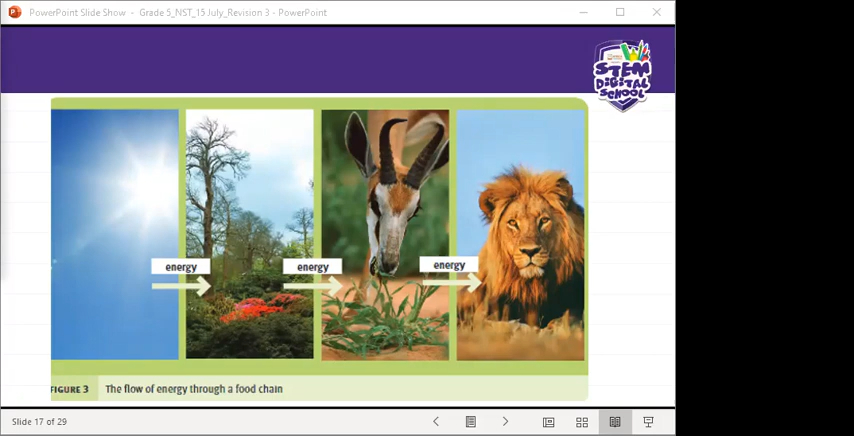 PowerPoint Slide Show - Grade 5_NST_15 July_Revision 3 - PowerPoint
STEM
DIGITAL
SCHOOL
energy
energy
energy
FIGURE 3 The flow of energy through a food chain
Slide 17 of 29